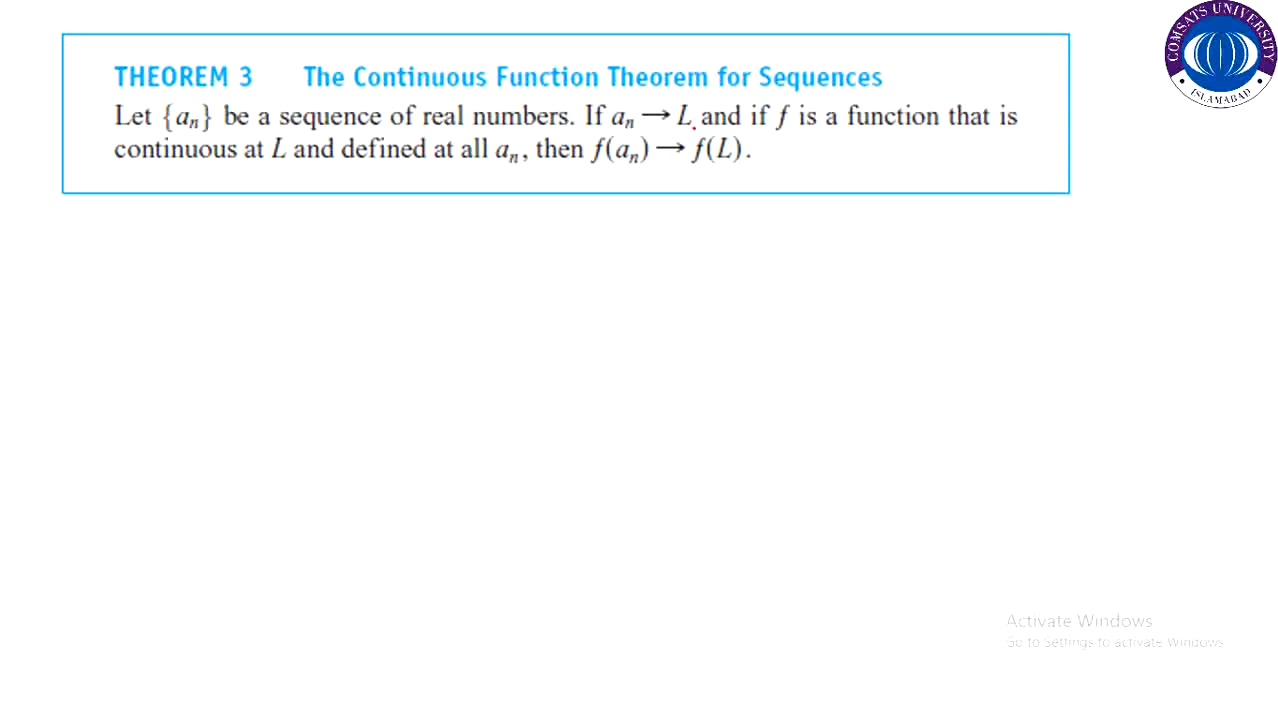 COMSATS UNIVERSITY
ISLAMABAD
THEOREM 3 The Continuous Function Theorem for Sequences
Let {aₙ} be a sequence of real numbers. If aₙ → L and if f is a function that is
continuous at L and defined at all aₙ, then f(aₙ) → f(L).
Activate Windows
Go to Settings to activate Windows